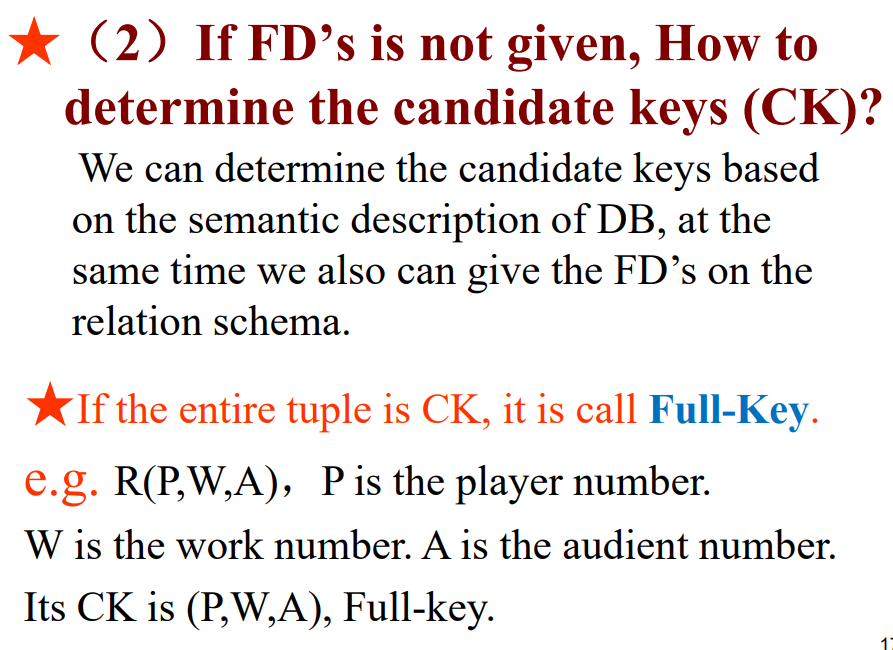 ★（2）If FD’s is not given, How to
determine the candidate keys (CK)?
We can determine the candidate keys based
on the semantic description of DB, at the
same time we also can give the FD’s on the
relation schema.
★If the entire tuple is CK, it is call Full-Key.
e.g. R(P,W,A)，P is the player number.
W is the work number. A is the audient number.
Its CK is (P,W,A), Full-key.